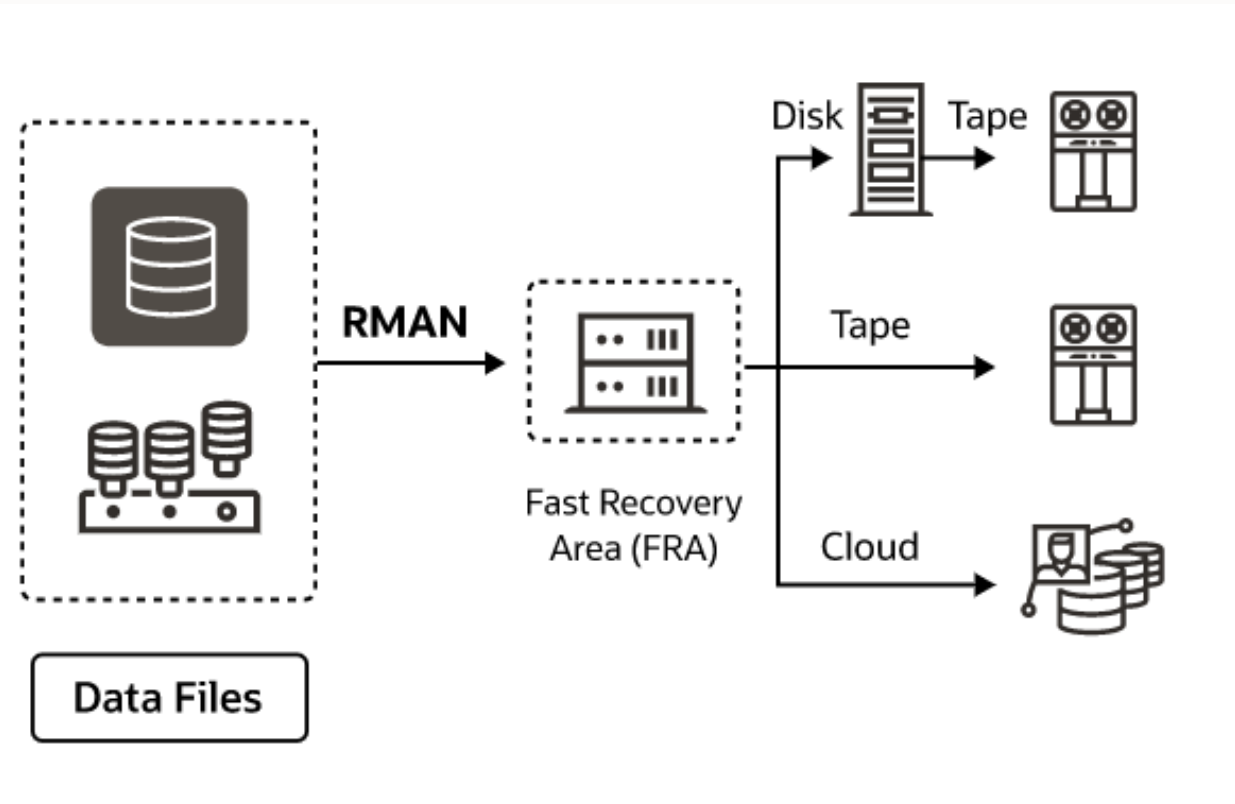 Disk
Tape
RMAN
Tape
Fast Recovery
Area (FRA)
Cloud
Data Files